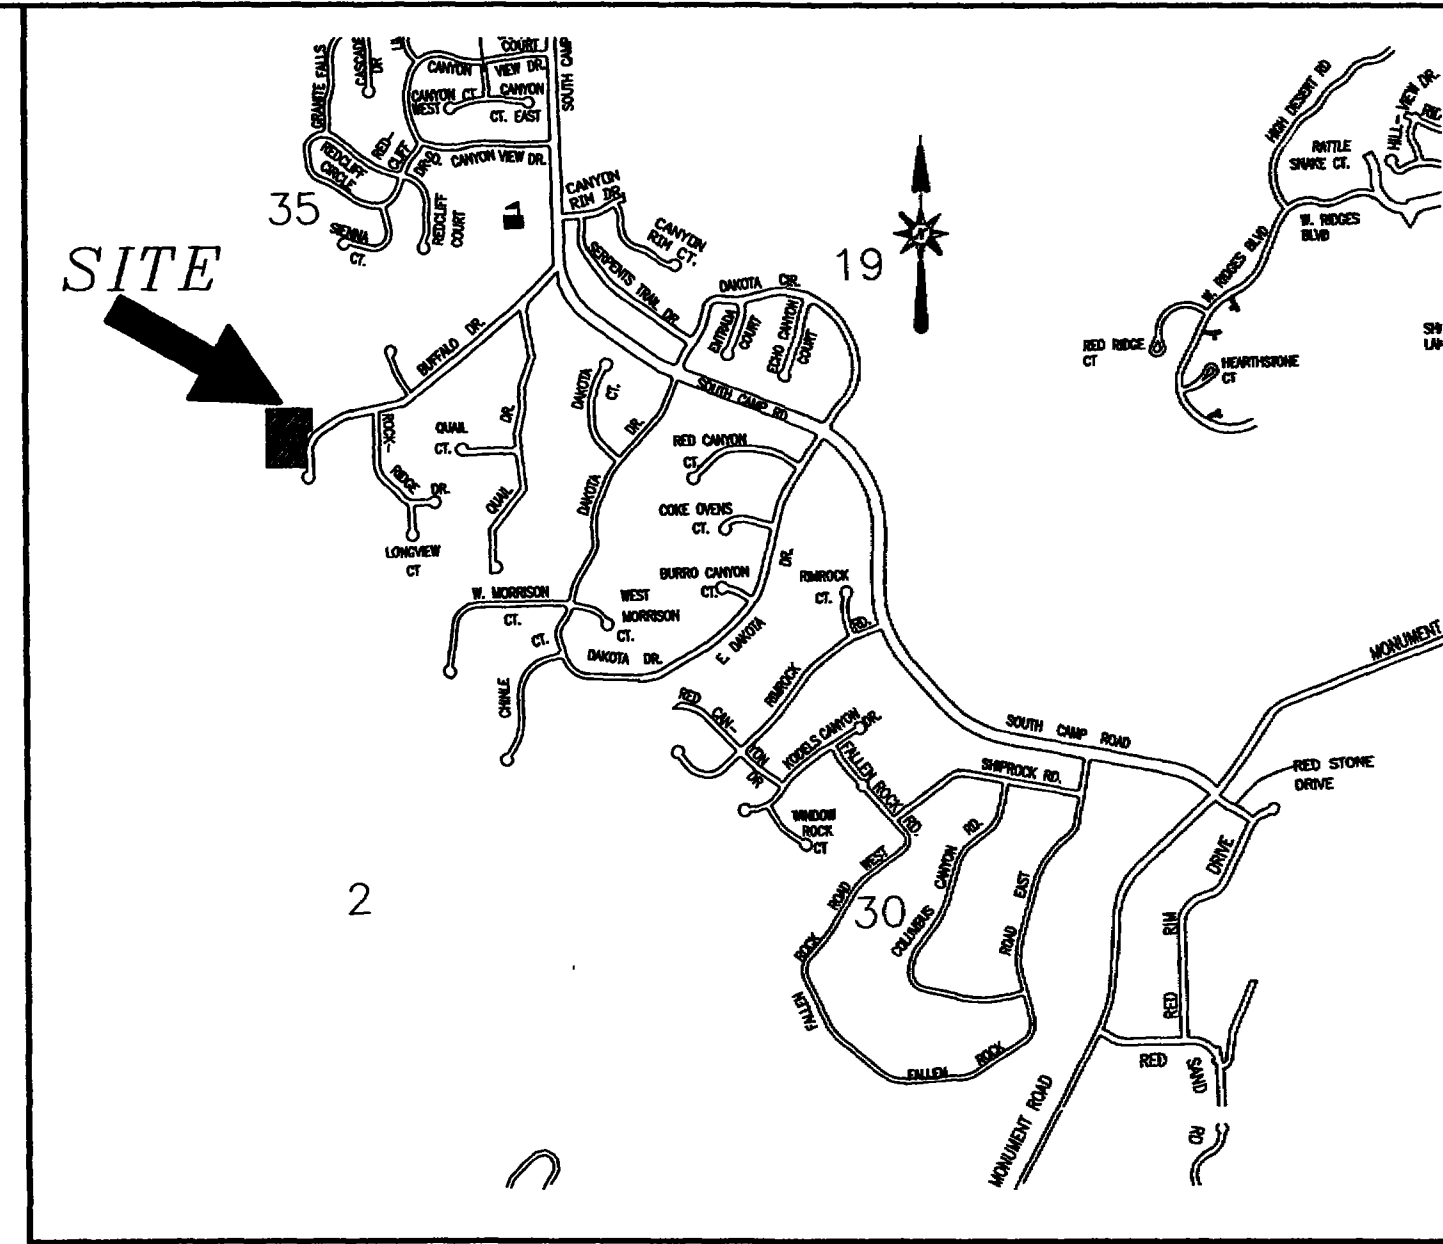 COURT
CANYON VIEW DR.
SOUTH CAMP
GRANITE FALLS
CASCADE
DR
CANYON CT.
WEST
CANYON
CT. EAST
RED-
CLIFF
DR.
SQ.
CANYON VIEW DR.
REDCLIFF
CIRCLE
REDCLIFF
COURT
SIENNA
CT.
35
SITE
CANYON
RIM DR.
CANYON
RIM CT.
SERPENTS TRAIL DR.
19
N
DAKOTA CIR.
ENTRADA
COURT
ECHO CANYON
COURT
HIGH DESERT RD
RATTLE
SNAKE CT.
HILL-VIEW DR.
W. RIDGES
BLVD
W. RIDGES BLVD
RED RIDGE
CT
HEARTHSTONE
CT
BUFFALO DR.
ROCK-
RIDGE DR.
LONGVIEW
CT
QUAIL
CT.
QUAIL DR.
DAKOTA
CT.
DAKOTA DR.
SOUTH CAMP RD.
RED CANYON
CT.
COKE OVENS
CT.
BURRO CANYON
CT.
RIMROCK
CT.
W. MORRISON
CT.
WEST
MORRISON
CT.
CHINLE
CT.
DAKOTA DR.
E. DAKOTA DR.
RIMROCK RD.
MONUMENT
RED CAN-
YON
DR
KODELS CANYON DR.
FALLEN ROCK RD.
WINDOW
ROCK
CT
SOUTH CAMP ROAD
SHIPROCK RD.
RED STONE
DRIVE
COLUMBUS CANYON RD.
FALLEN ROCK ROAD WEST
FALLEN ROCK ROAD EAST
30
2
RED RIM DRIVE
RED SAND RD
MONUMENT ROAD